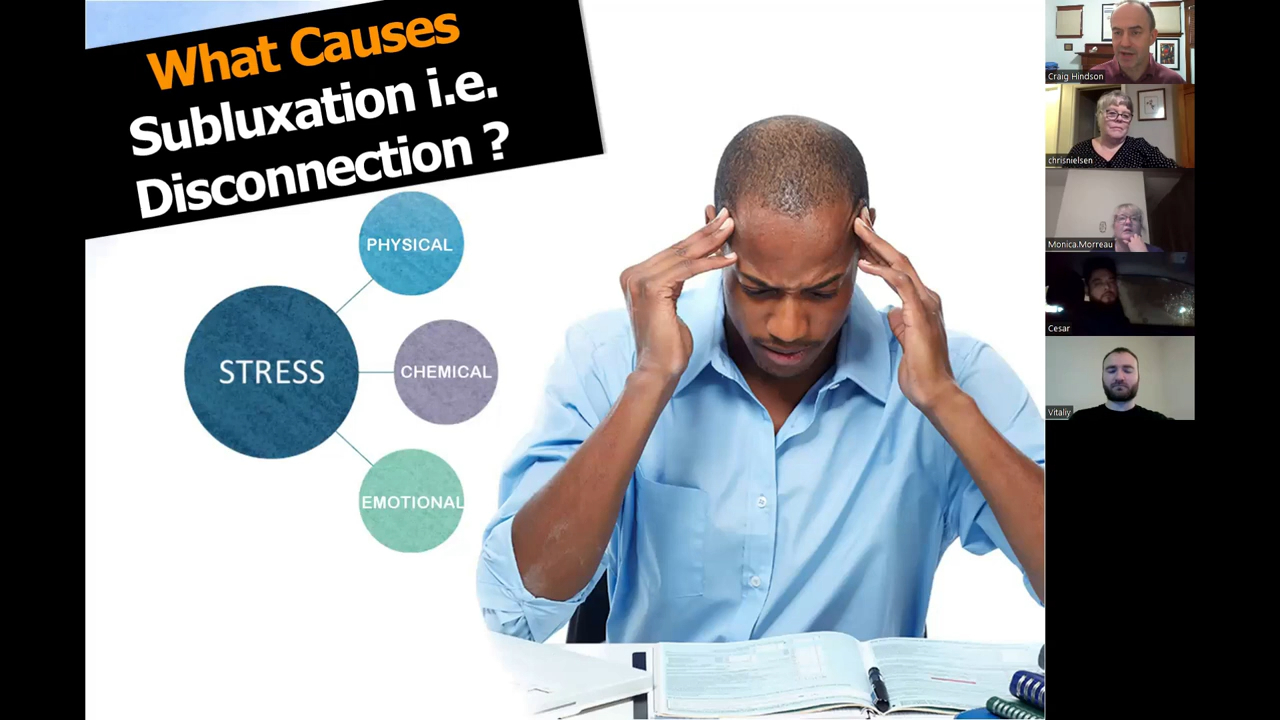 What Causes
Subluxation i.e.
Disconnection ?
PHYSICAL
STRESS
CHEMICAL
EMOTIONAL
Craig Hindson
chrisnielsen
Monica.Morreau
Cesar
Vitaliy